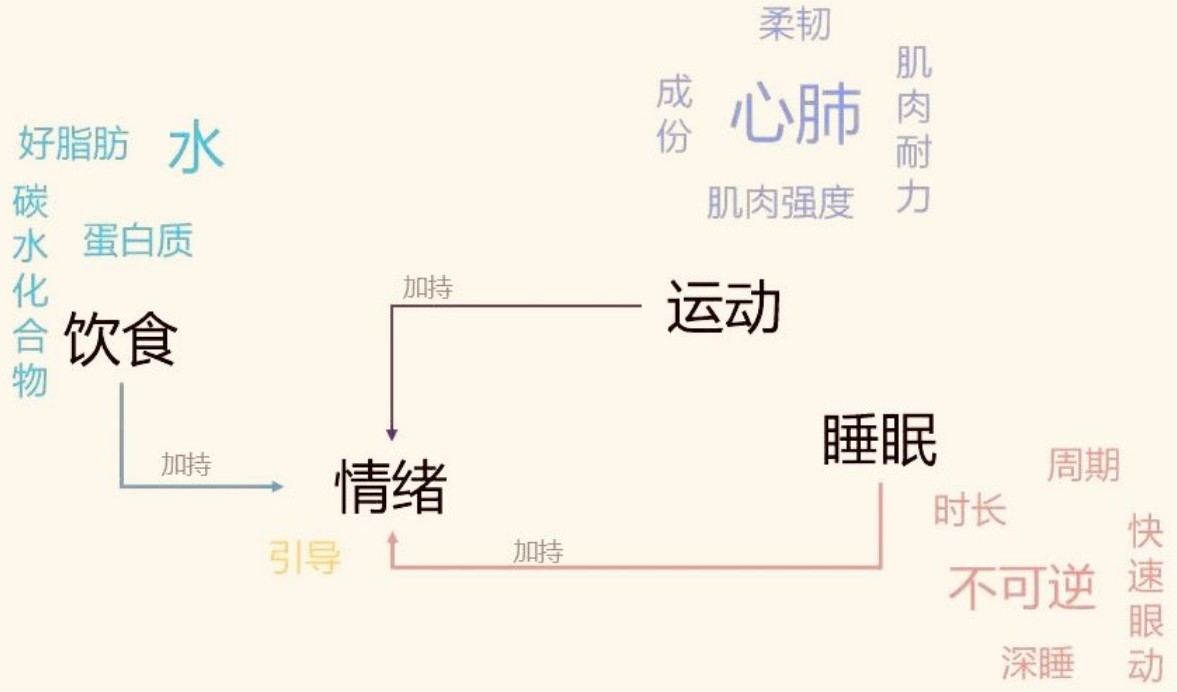 柔韧
成份
心肺
肌肉耐力
肌肉强度
好脂肪
水
碳水化合物
蛋白质
饮食
加持
运动
加持
情绪
引导
睡眠
加持
周期
时长
快速眼动
不可逆
深睡